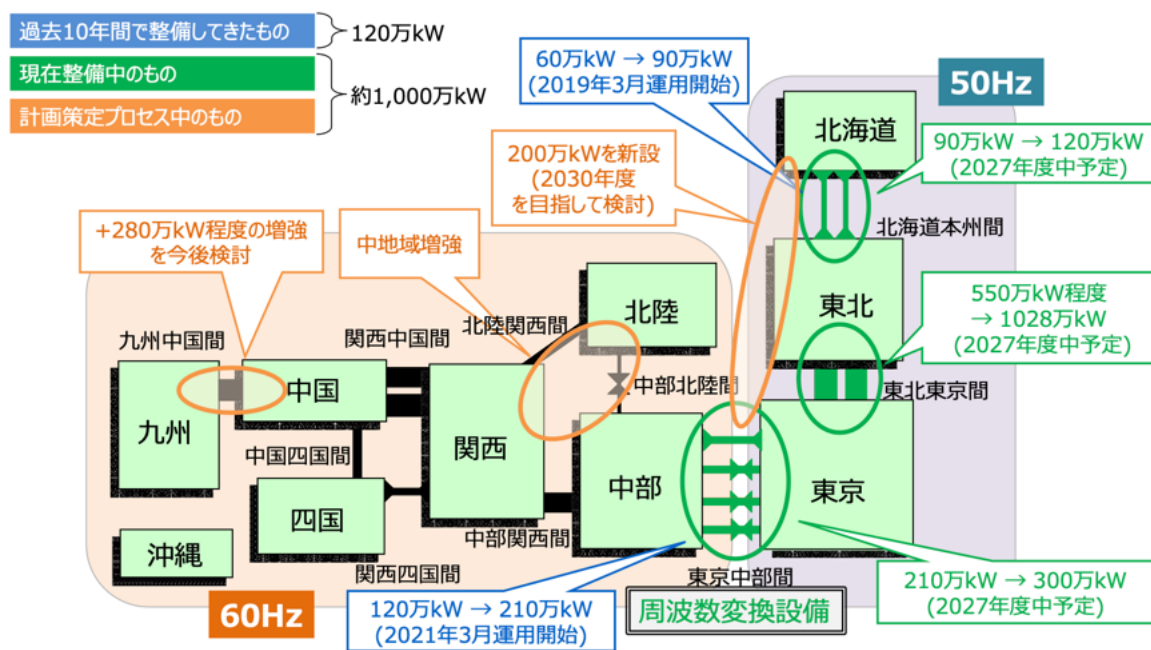 過去10年間で整備してきたもの
120万kW
現在整備中のもの
計画策定プロセス中のもの
約1,000万kW
60万kW → 90万kW
(2019年3月運用開始)
50Hz
北海道
90万kW → 120万kW
(2027年度中予定)
200万kWを新設
(2030年度
を目指して検討)
北海道本州間
+280万kW程度の増強
を今後検討
中地域増強
北陸
東北
550万kW程度
→ 1028万kW
(2027年度中予定)
九州中国間
関西中国間
北陸関西間
中国
中部北陸間
東北東京間
九州
関西
中部
東京
中国四国間
四国
沖縄
中部関西間
関西四国間
東京中部間
60Hz
120万kW → 210万kW
(2021年3月運用開始)
周波数変換設備
210万kW → 300万kW
(2027年度中予定)